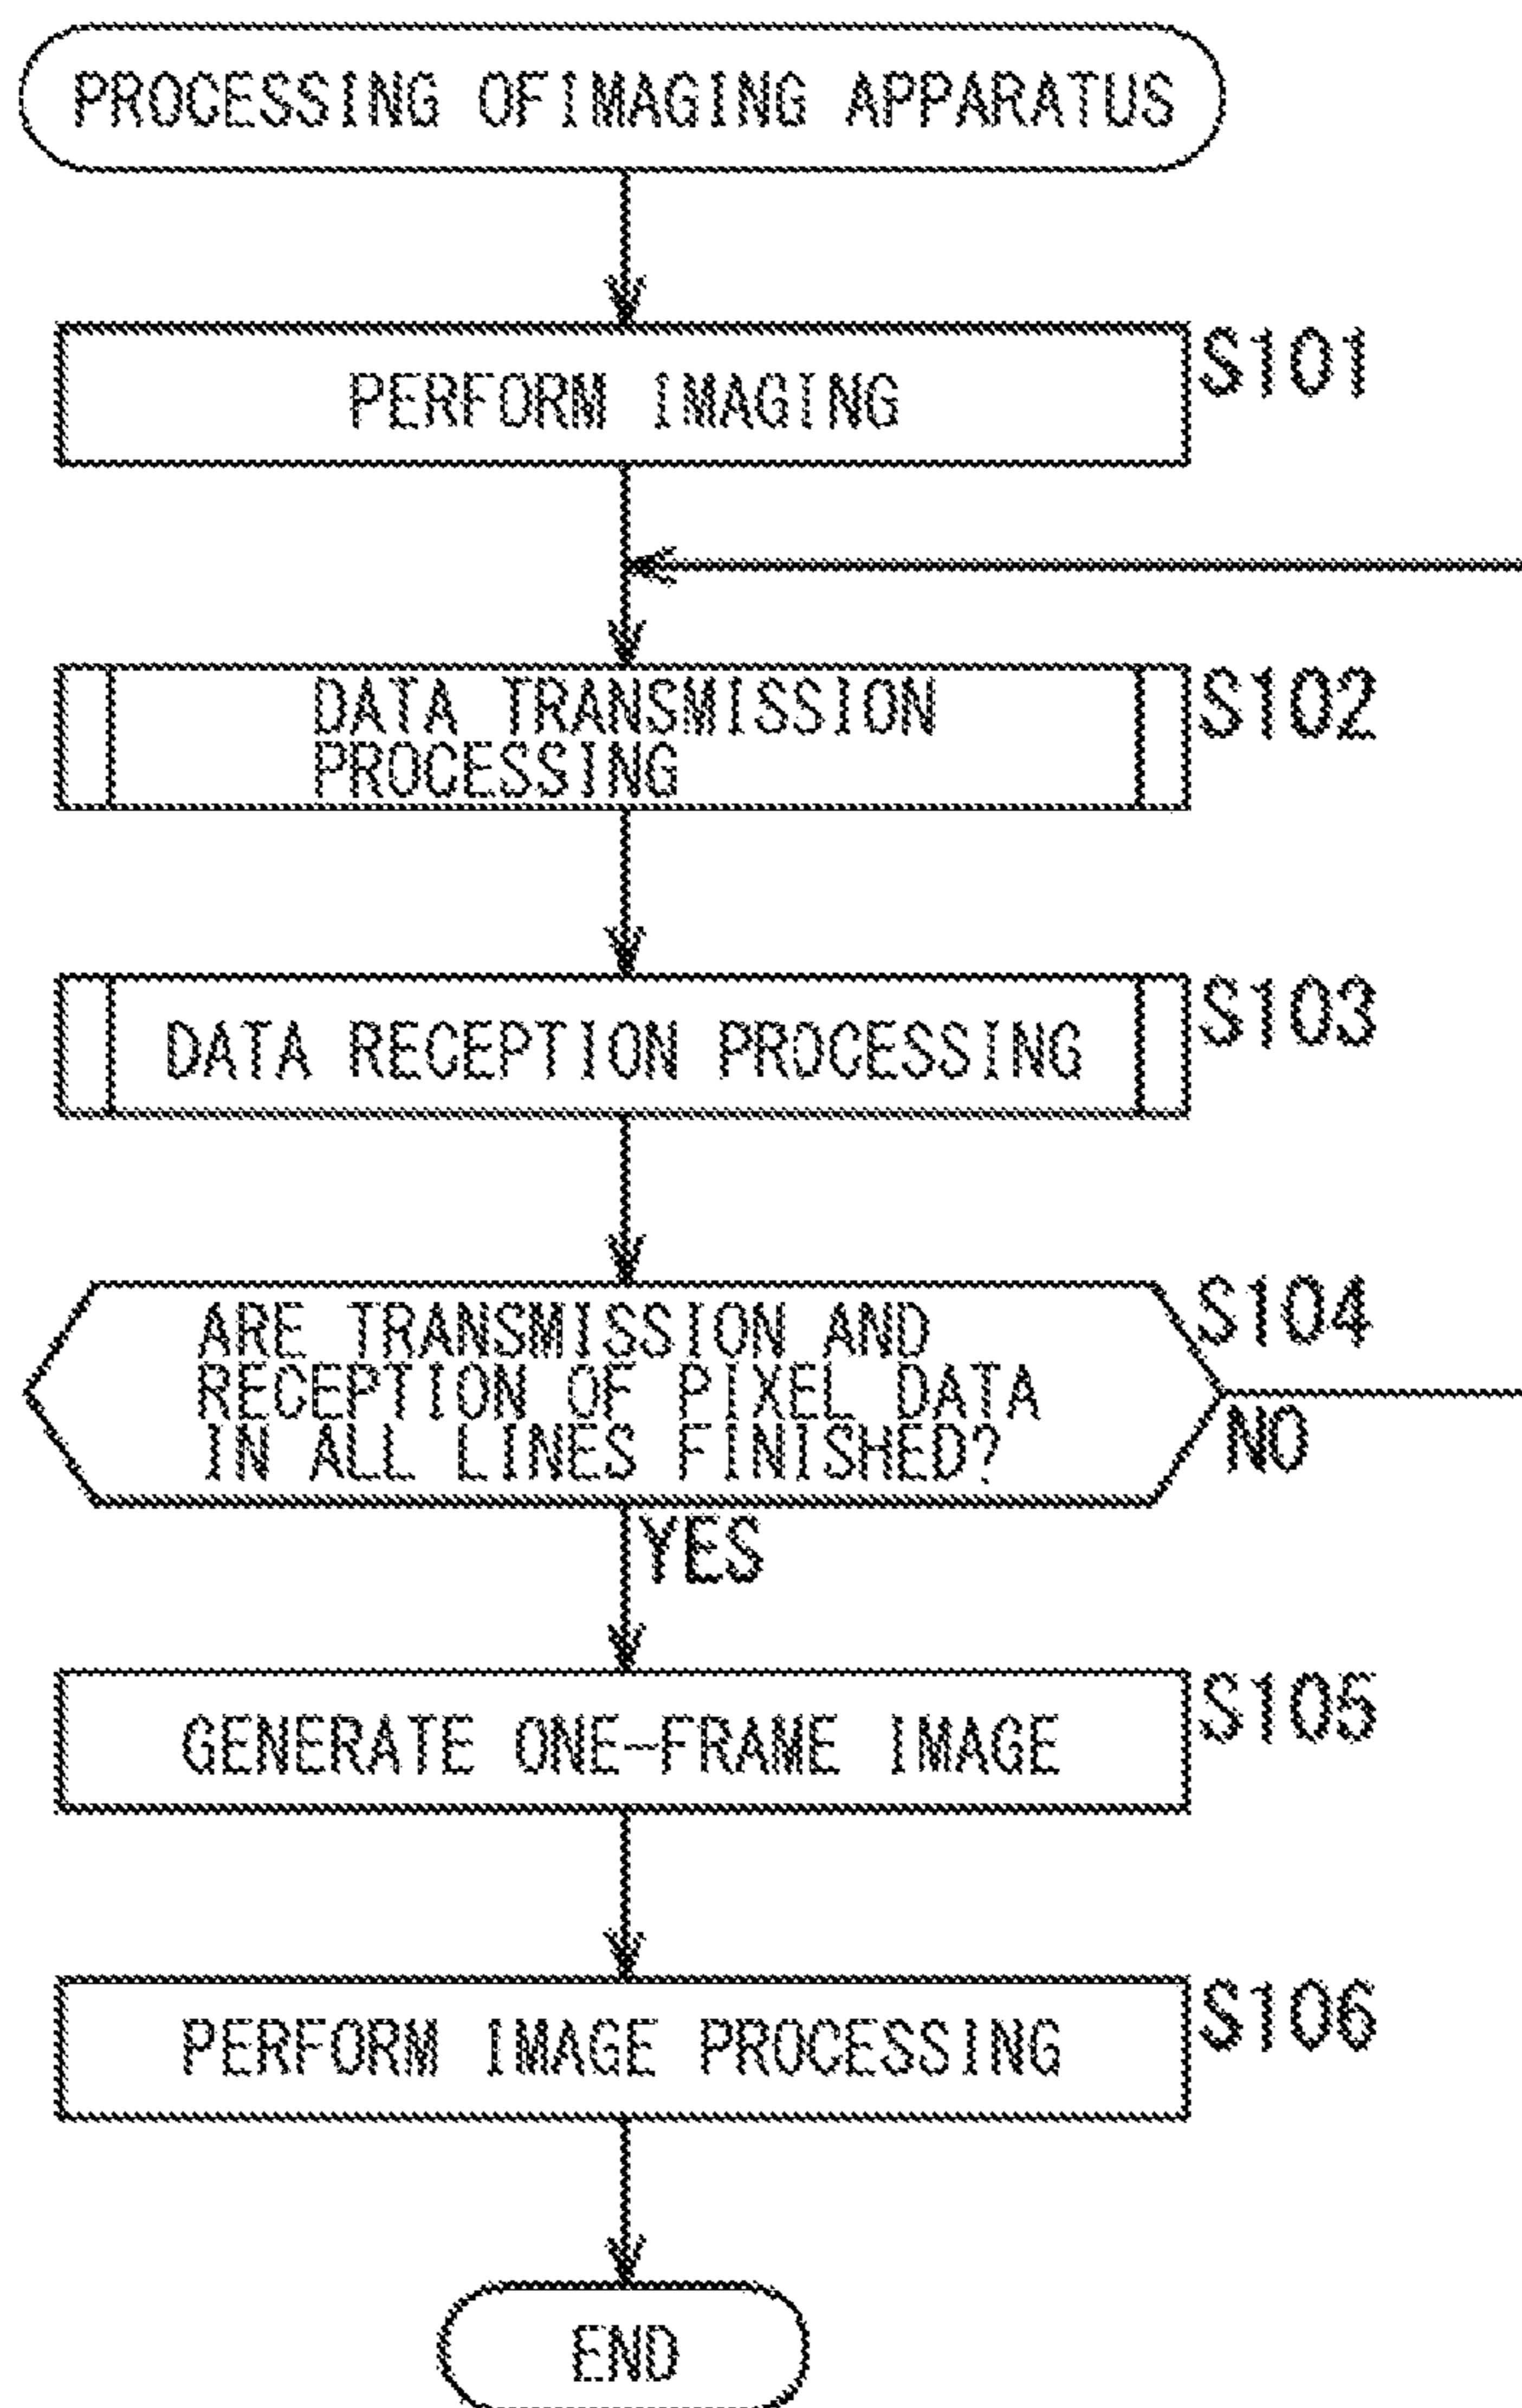 PROCESSING OFIMAGING APPARATUS
PERFORM IMAGING
S101
DATA TRANSMISSION
PROCESSING
S102
DATA RECEPTION PROCESSING
S103
ARE TRANSMISSION AND
RECEPTION OF PIXEL DATA
IN ALL LINES FINISHED?
S104
NO
YES
GENERATE ONE-FRAME IMAGE
S105
PERFORM IMAGE PROCESSING
S106
END